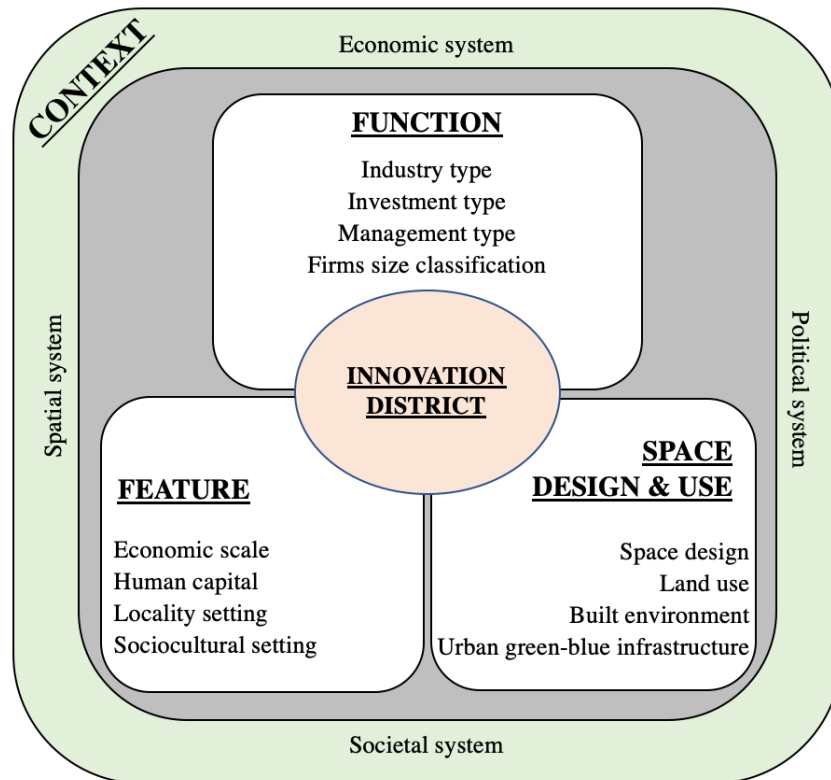 CONTEXT
Economic system
FUNCTION
Industry type
Investment type
Management type
Firms size classification
Spatial system
Political system
INNOVATION
DISTRICT
FEATURE
Economic scale
Human capital
Locality setting
Sociocultural setting
SPACE
DESIGN & USE
Space design
Land use
Built environment
Urban green-blue infrastructure
Societal system